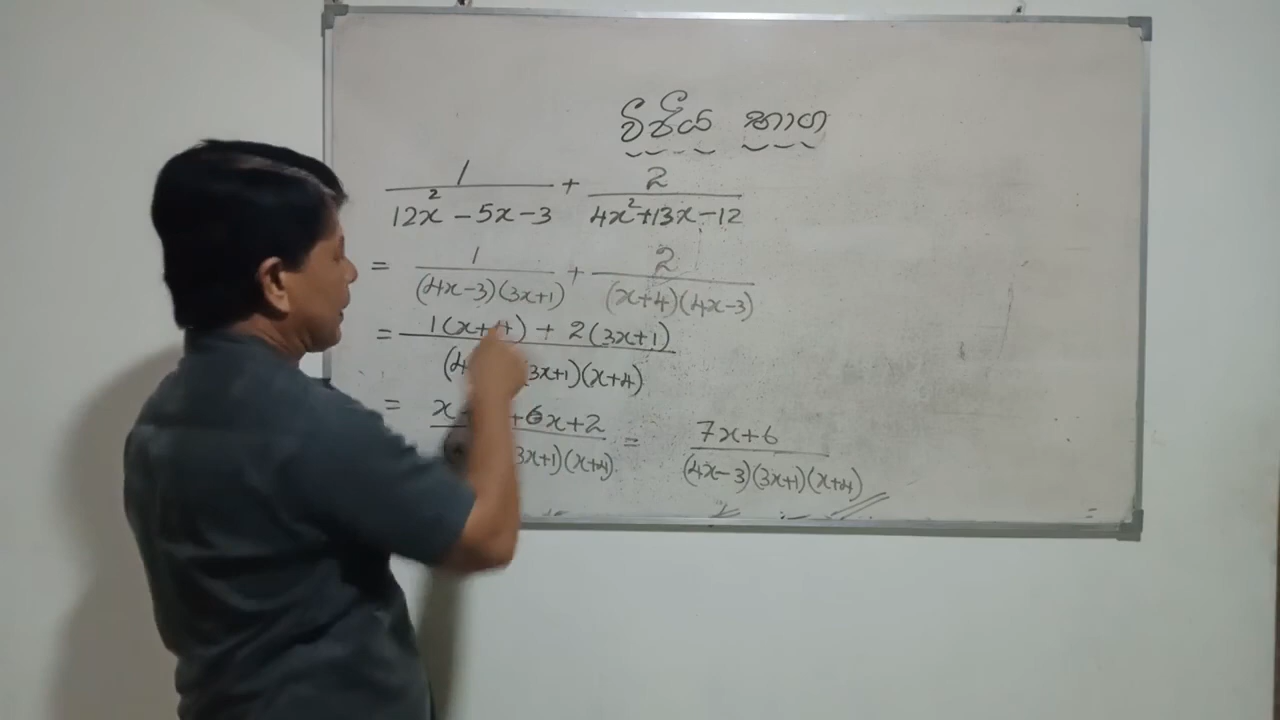 වීජීය භාග
1/(12x² - 5x - 3) + 2/(4x² + 13x - 12)
= 1/((4x-3)(3x+1)) + 2/((x+4)(4x-3))
= (1(x+4) + 2(3x+1))/((4 3x+1)(x+4))
= (x +6x+2)/( 3x+1)(x+4) = (7x+6)/((4x-3)(3x+1)(x+4))